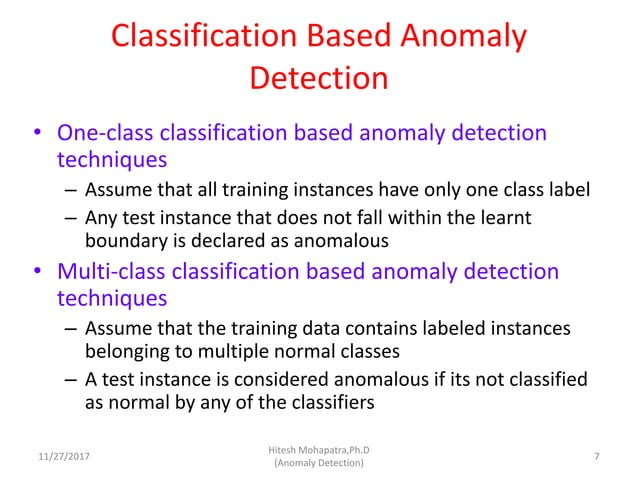 Classification Based Anomaly
Detection
• One-class classification based anomaly detection
techniques
– Assume that all training instances have only one class label
– Any test instance that does not fall within the learnt
boundary is declared as anomalous
• Multi-class classification based anomaly detection
techniques
– Assume that the training data contains labeled instances
belonging to multiple normal classes
– A test instance is considered anomalous if its not classified
as normal by any of the classifiers
11/27/2017
Hitesh Mohapatra,Ph.D
(Anomaly Detection)
7